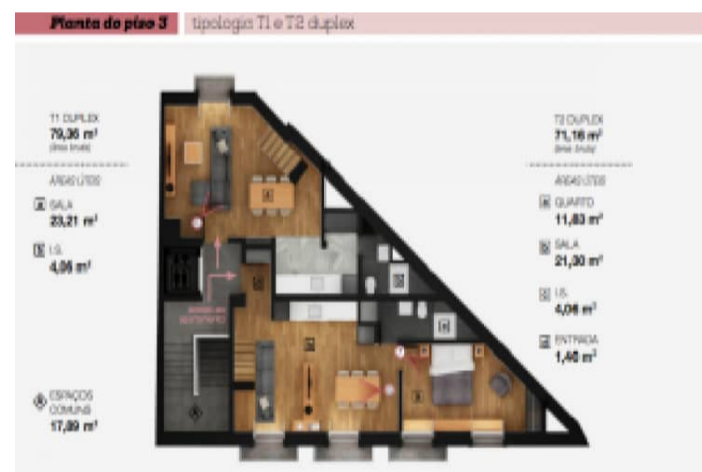 Planta do piso 3 tipologia T1 e T2 duplex
T1 DUPLEX
79,36 m²
(área bruta)
ÁREAS ÚTEIS
SALA
23,21 m²
I.S.
4,06 m²
ESPAÇOS
COMUNS
17,89 m²
T2 DUPLEX
71,16 m²
(área bruta)
ÁREAS ÚTEIS
QUARTO
11,83 m²
SALA
21,30 m²
I.S.
4,06 m²
ENTRADA
1,40 m²